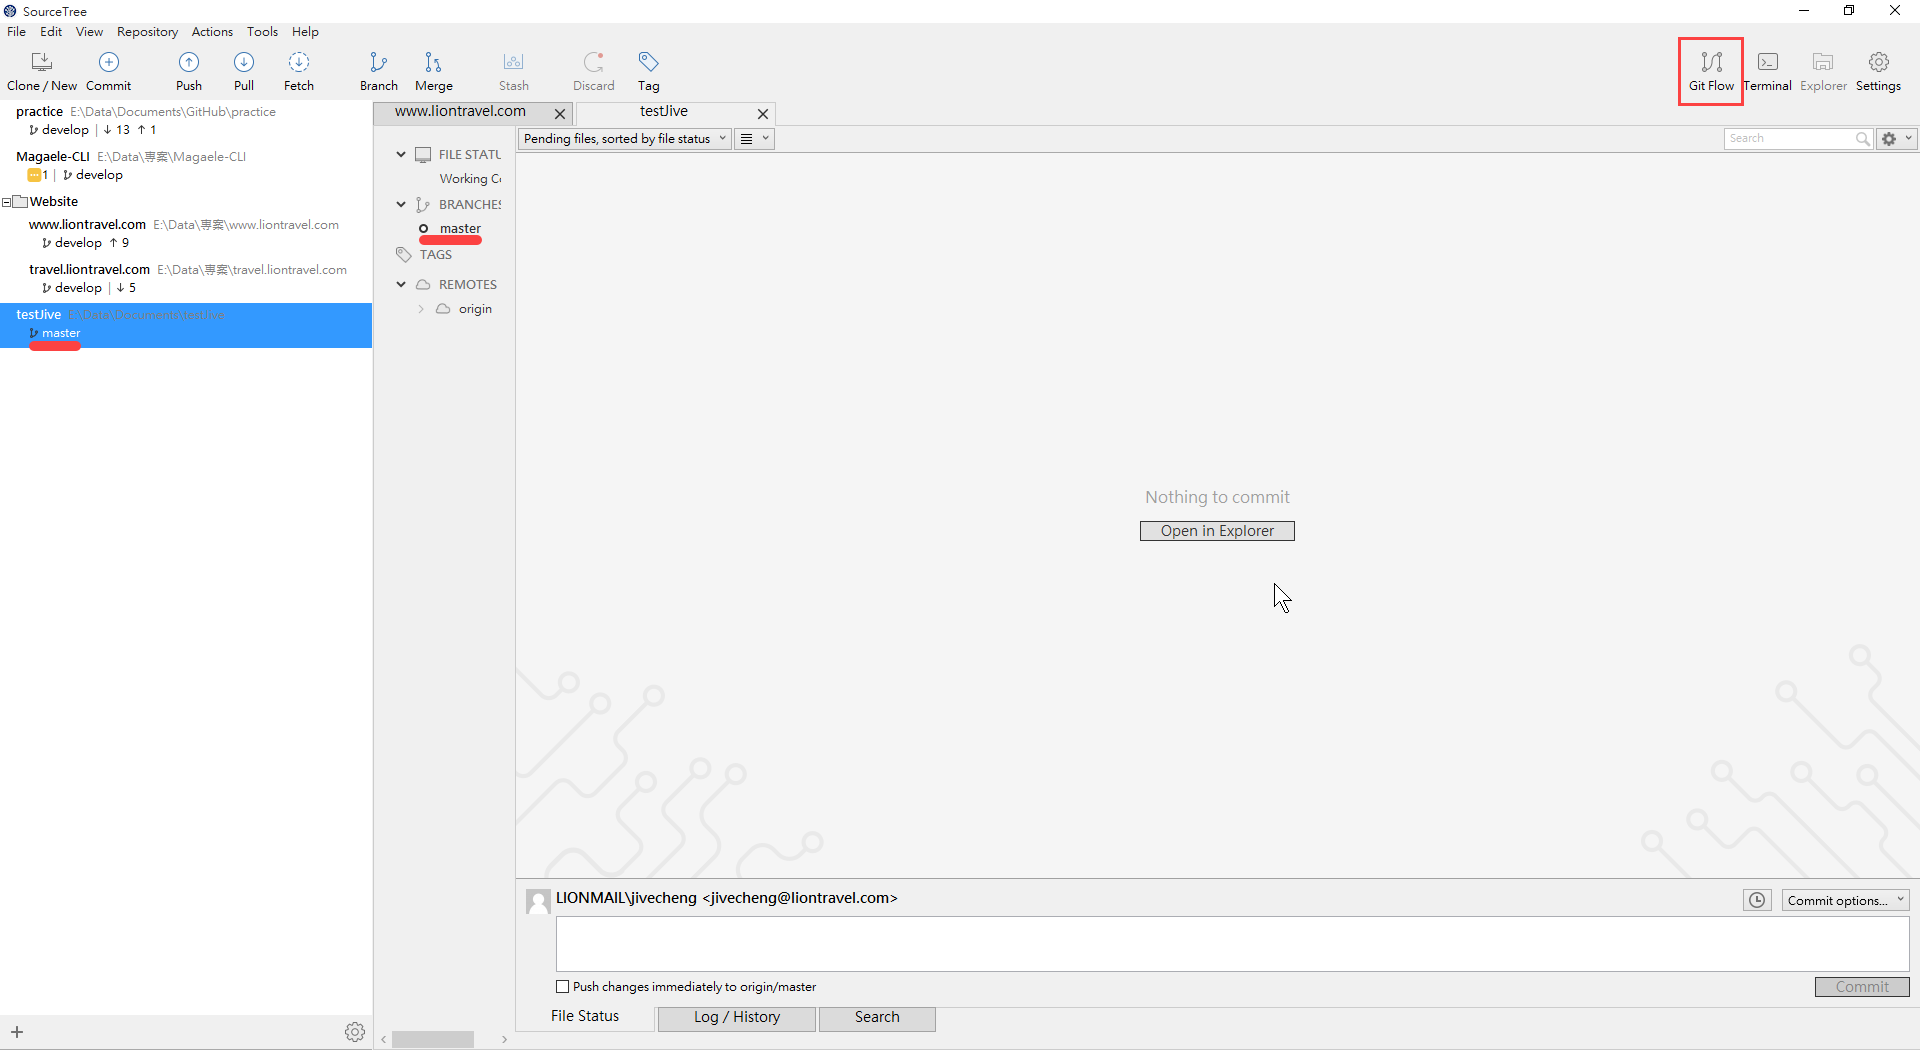 SourceTree
File Edit View Repository Actions Tools Help
Clone / New Commit Push Pull Fetch Branch Merge Stash Discard Tag Git Flow Terminal Explorer Settings
practice E:\Data\Documents\GitHub\practice
develop | ↓ 13 ↑ 1
Magaele-CLI E:\Data\專案\Magaele-CLI
1 | develop
Website
www.liontravel.com E:\Data\專案\www.liontravel.com
develop ↑ 9
travel.liontravel.com E:\Data\專案\travel.liontravel.com
develop | ↓ 5
testJive E:\Data\Documents\testJive
master
www.liontravel.com
testJive
FILE STATU
Working Co
BRANCHES
master
TAGS
REMOTES
origin
Pending files, sorted by file status
Search
Nothing to commit
Open in Explorer
LIONMAIL\jivecheng <jivecheng@liontravel.com>
Commit options...
Push changes immediately to origin/master
Commit
File Status Log / History Search